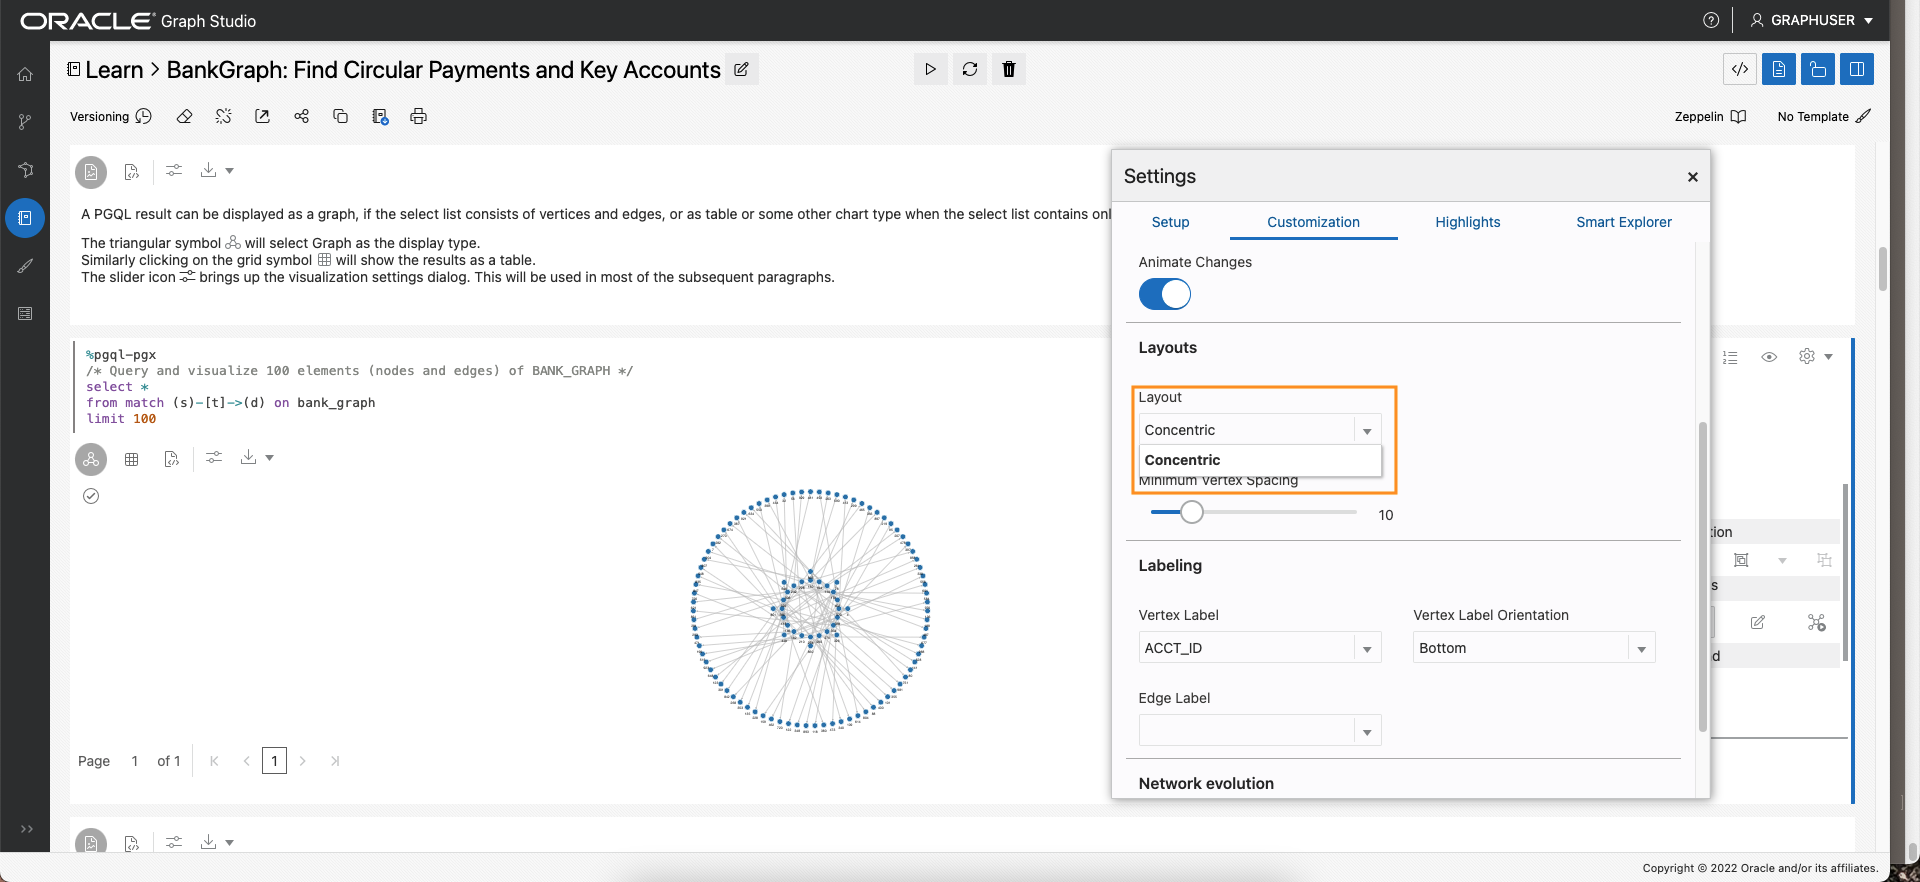 ORACLE Graph Studio
GRAPHUSER
Learn > BankGraph: Find Circular Payments and Key Accounts
Versioning
Zeppelin
No Template
A PGQL result can be displayed as a graph, if the select list consists of vertices and edges, or as table or some other chart type when the select list contains onl
The triangular symbol will select Graph as the display type.
Similarly clicking on the grid symbol will show the results as a table.
The slider icon brings up the visualization settings dialog. This will be used in most of the subsequent paragraphs.
%pgql-pgx
/* Query and visualize 100 elements (nodes and edges) of BANK_GRAPH */
select *
from match (s)-[t]->(d) on bank_graph
limit 100
Page 1 of 1
1
Settings
Setup
Customization
Highlights
Smart Explorer
Animate Changes
Layouts
Layout
Concentric
Concentric
Minimum Vertex Spacing
10
Labeling
Vertex Label
Vertex Label Orientation
ACCT_ID
Bottom
Edge Label
Network evolution
tion
s
d
Copyright © 2022 Oracle and/or its affiliates.